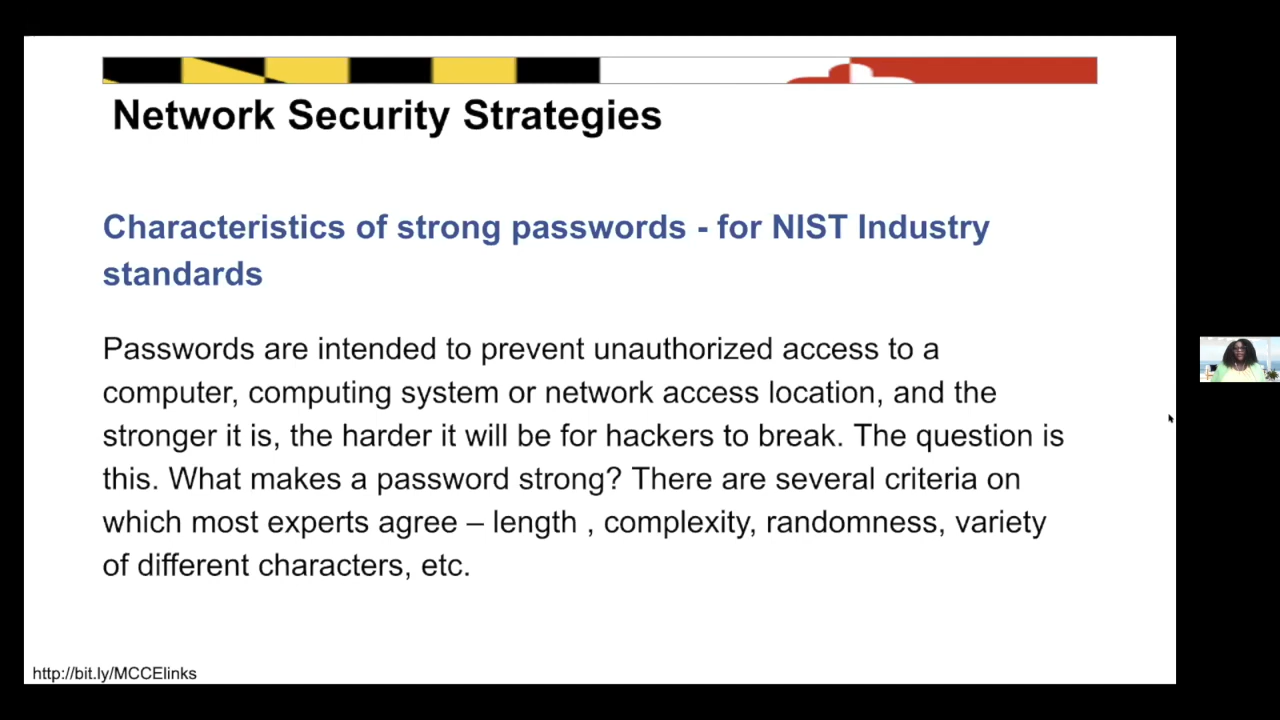 Network Security Strategies
Characteristics of strong passwords - for NIST Industry
standards
Passwords are intended to prevent unauthorized access to a
computer, computing system or network access location, and the
stronger it is, the harder it will be for hackers to break. The question is
this. What makes a password strong? There are several criteria on
which most experts agree – length , complexity, randomness, variety
of different characters, etc.
http://bit.ly/MCCElinks